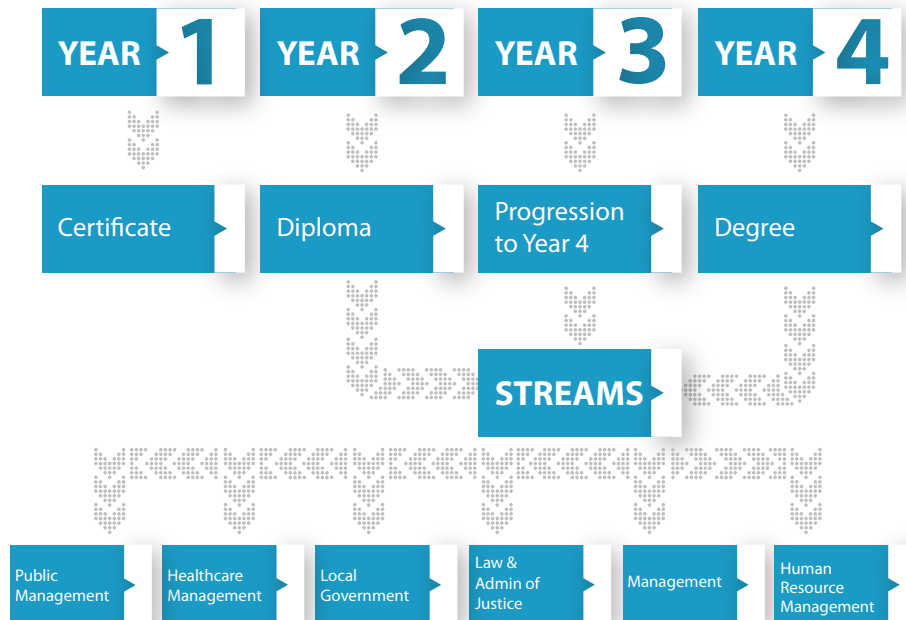 YEAR 1
YEAR 2
YEAR 3
YEAR 4
Certificate
Diploma
Progression
to Year 4
Degree
STREAMS
Public
Management
Healthcare
Management
Local
Government
Law &
Admin of
Justice
Management
Human
Resource
Management